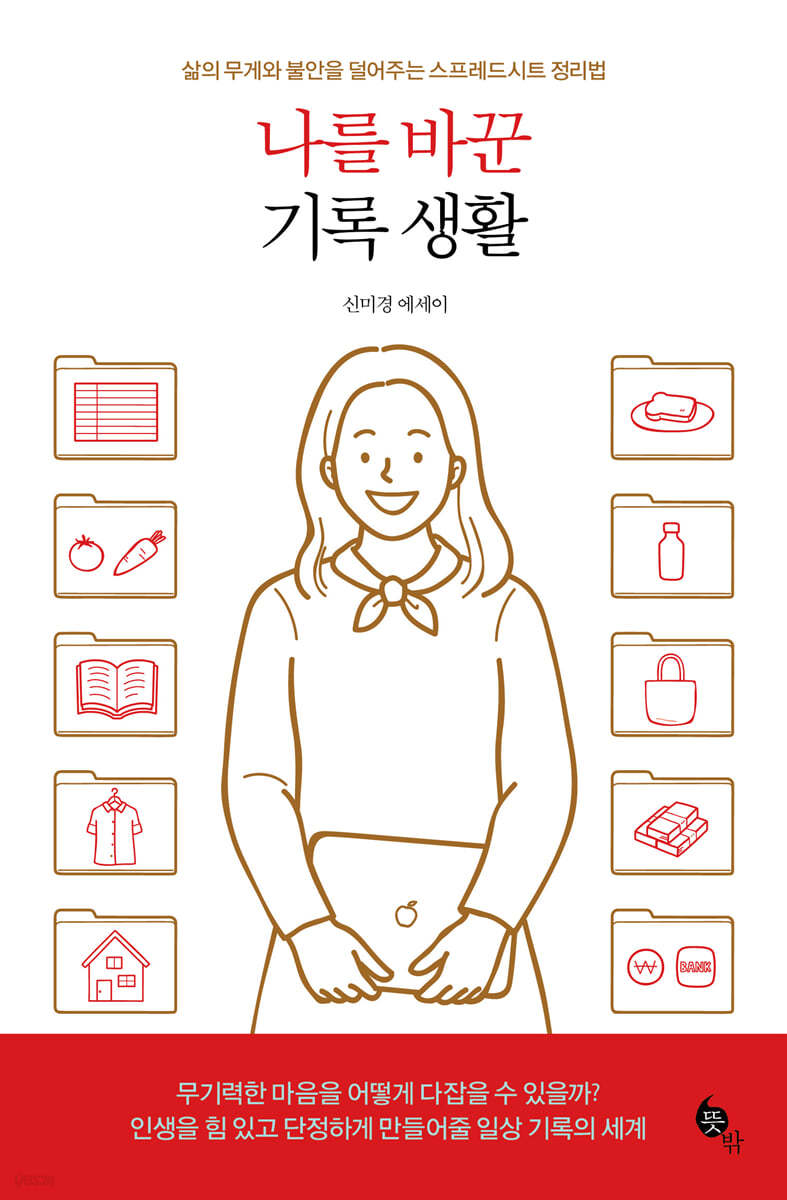 삶의 무게와 불안을 덜어주는 스프레드시트 정리법
나를 바꾼
기록 생활
신미경 에세이
BANK
무기력한 마음을 어떻게 다잡을 수 있을까?
인생을 힘 있고 단정하게 만들어줄 일상 기록의 세계
뜻
밖
yes24